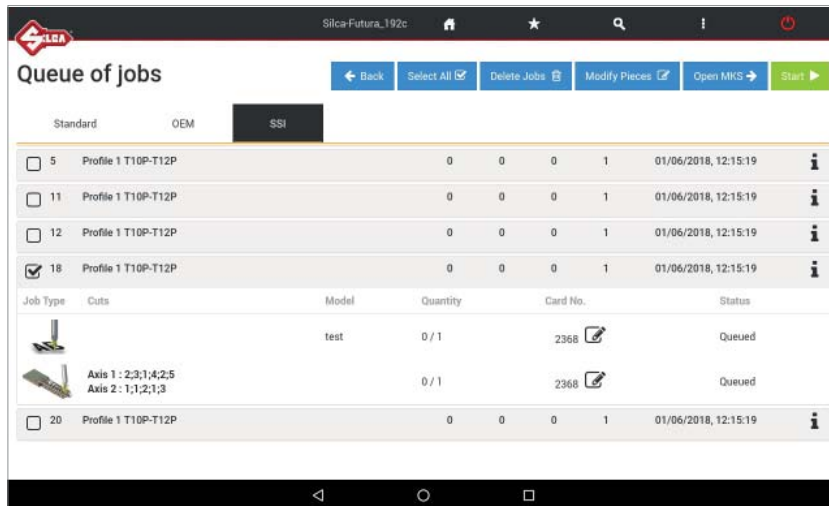 SILCA
Silca-Futura_192c
Queue of jobs
Back
Select All
Delete Jobs
Modify Pieces
Open MKS
Start
Standard OEM SSI
5 Profile 1 T10P-T12P 0 0 0 1 01/06/2018, 12:15:19
11 Profile 1 T10P-T12P 0 0 0 1 01/06/2018, 12:15:19
12 Profile 1 T10P-T12P 0 0 0 1 01/06/2018, 12:15:19
18 Profile 1 T10P-T12P 0 0 0 1 01/06/2018, 12:15:19
Job Type Cuts Model Quantity Card No. Status
test 0 / 1 2368 Queued
Axis 1 : 2;3;1;4;2;5
Axis 2 : 1;1;2;1;3
0 / 1 2368 Queued
20 Profile 1 T10P-T12P 0 0 0 1 01/06/2018, 12:15:19